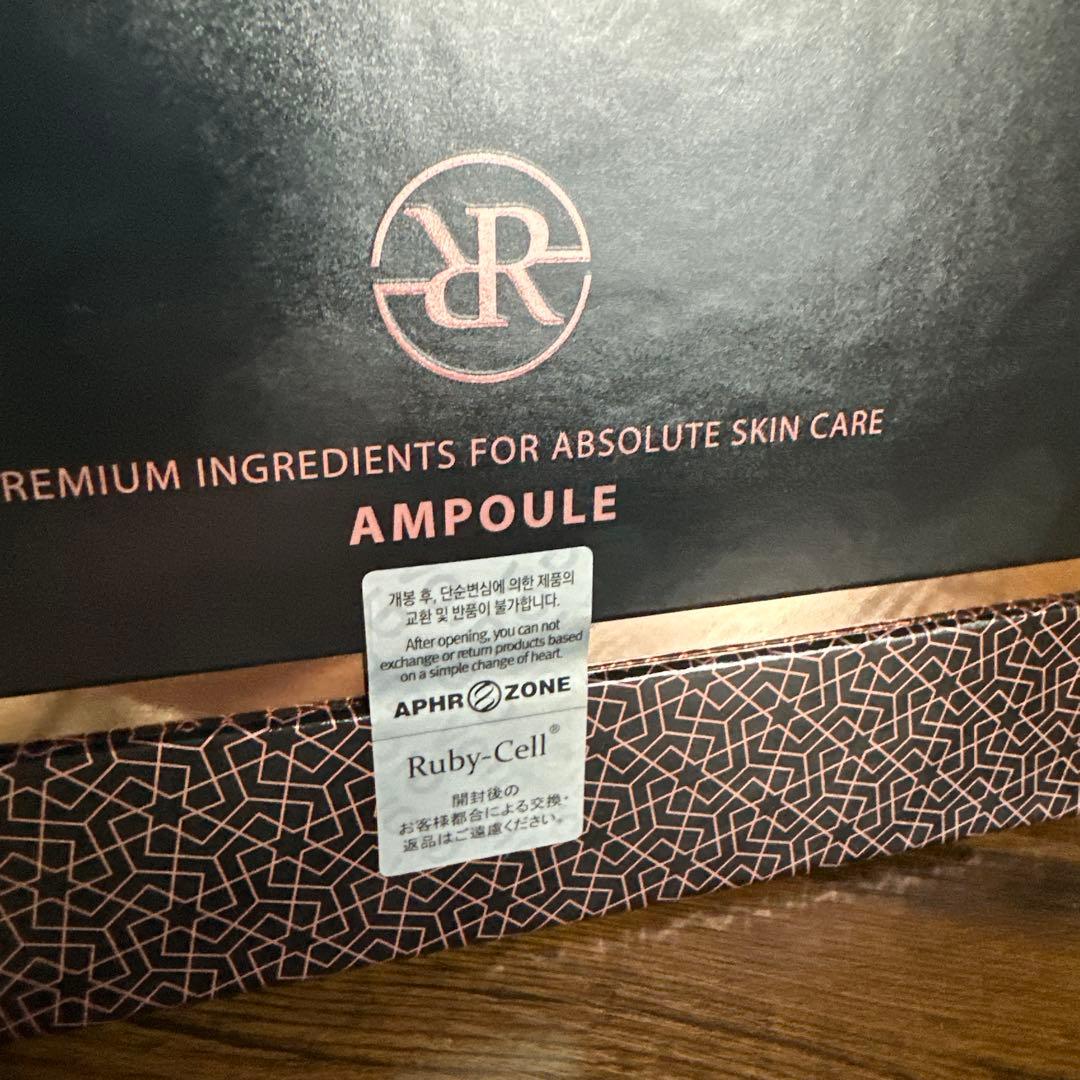 RR
REMIUM INGREDIENTS FOR ABSOLUTE SKIN CARE
AMPOULE
개봉 후, 단순변심에 의한 제품의
교환 및 반품이 불가합니다.
After opening, you can not
exchange or return products based
on a simple change of heart.
APHROZONE
Ruby-Cell®
開封後の
お客様都合による交換・
返品はご遠慮ください。